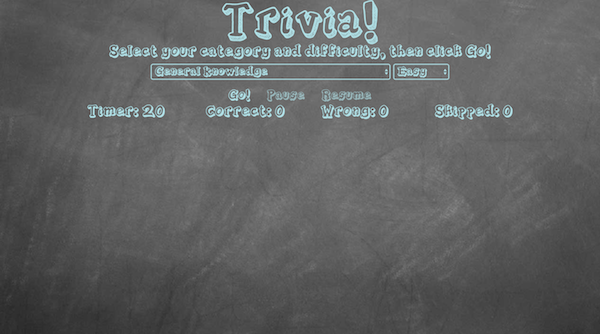 Trivia!
Select your category and difficulty, then click Go!
General knowledge Easy
Go! Pause Resume
Timer: 20 Correct: 0 Wrong: 0 Skipped: 0